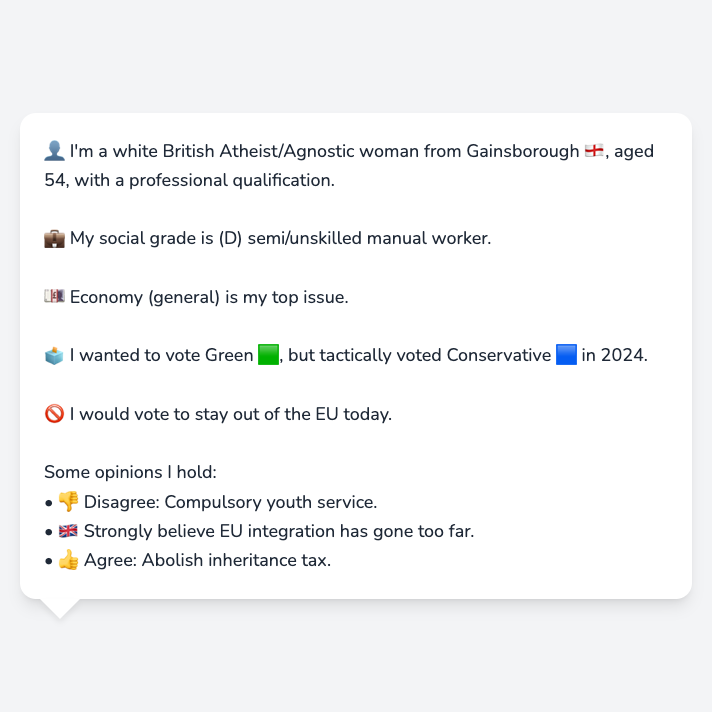 👤 I'm a white British Atheist/Agnostic woman from Gainsborough 🏴󠁧󠁢󠁥󠁮󠁧󠁿, aged
54, with a professional qualification.
💼 My social grade is (D) semi/unskilled manual worker.
💷 Economy (general) is my top issue.
🗳️ I wanted to vote Green 🟩, but tactically voted Conservative 🟦 in 2024.
🚫 I would vote to stay out of the EU today.
Some opinions I hold:
• 👎 Disagree: Compulsory youth service.
• 🇬🇧 Strongly believe EU integration has gone too far.
• 👍 Agree: Abolish inheritance tax.